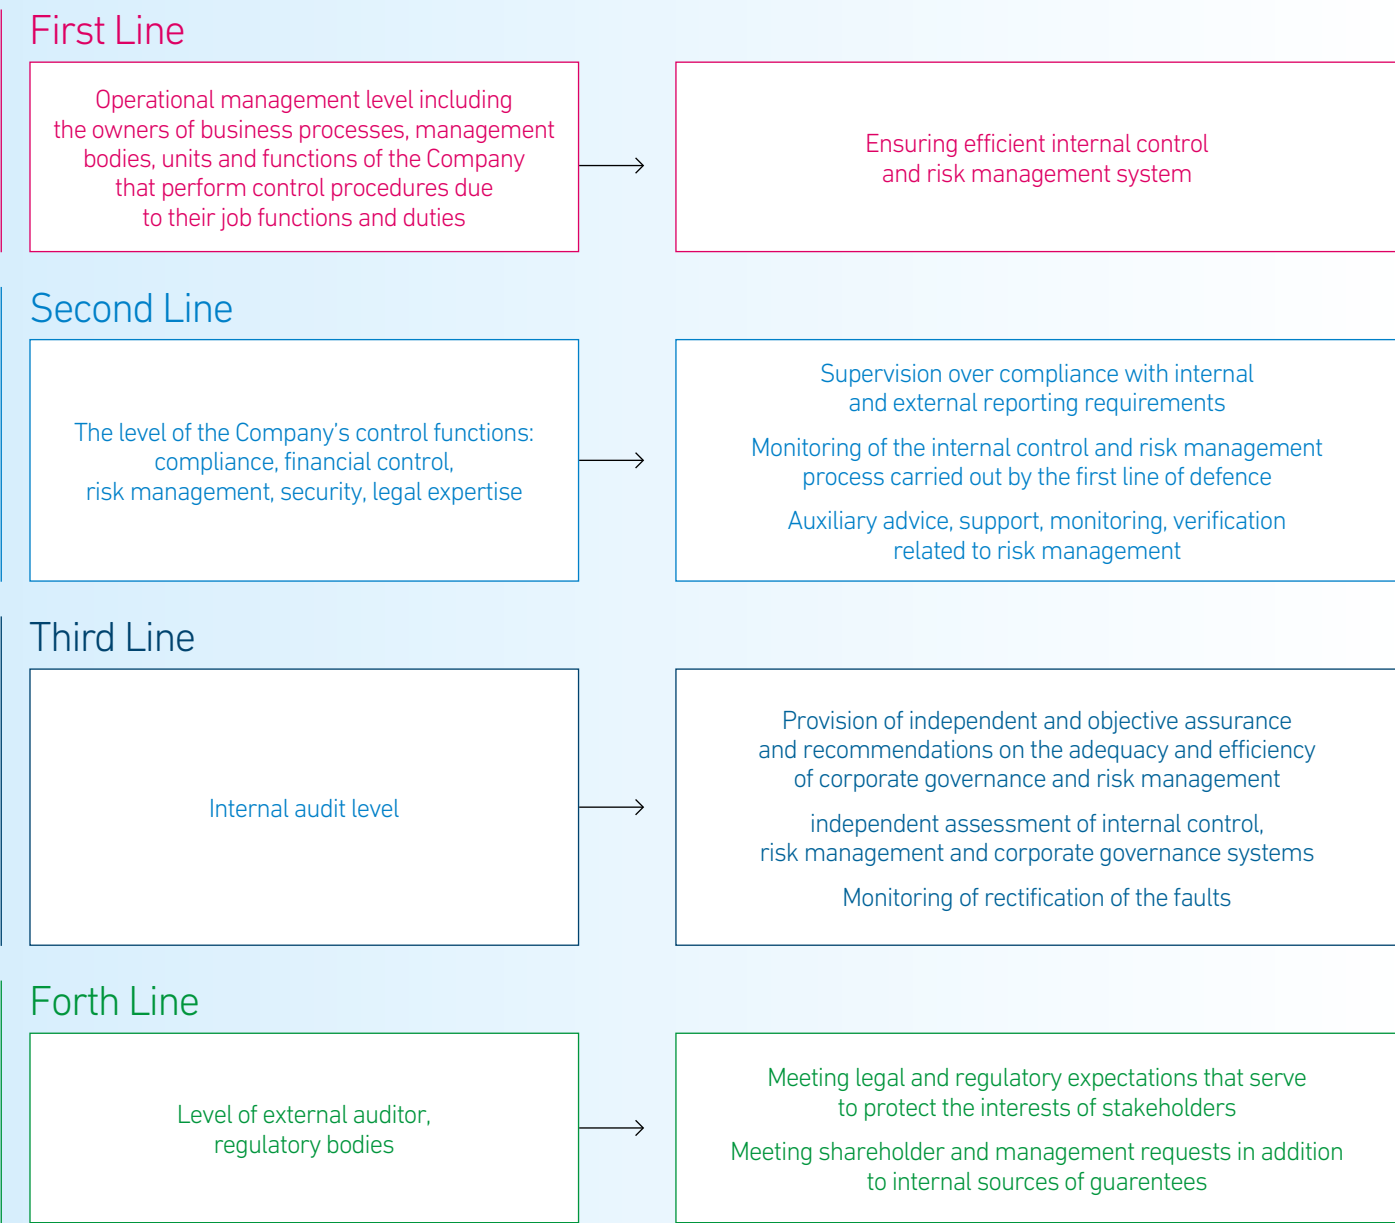 First Line
Operational management level including
the owners of business processes, management
bodies, units and functions of the Company
that perform control procedures due
to their job functions and duties
Ensuring efficient internal control
and risk management system
Second Line
The level of the Company's control functions:
compliance, financial control,
risk management, security, legal expertise
Supervision over compliance with internal
and external reporting requirements
Monitoring of the internal control and risk management
process carried out by the first line of defence
Auxiliary advice, support, monitoring, verification
related to risk management
Third Line
Internal audit level
Provision of independent and objective assurance
and recommendations on the adequacy and efficiency
of corporate governance and risk management
independent assessment of internal control,
risk management and corporate governance systems
Monitoring of rectification of the faults
Forth Line
Level of external auditor,
regulatory bodies
Meeting legal and regulatory expectations that serve
to protect the interests of stakeholders
Meeting shareholder and management requests in addition
to internal sources of guarentees